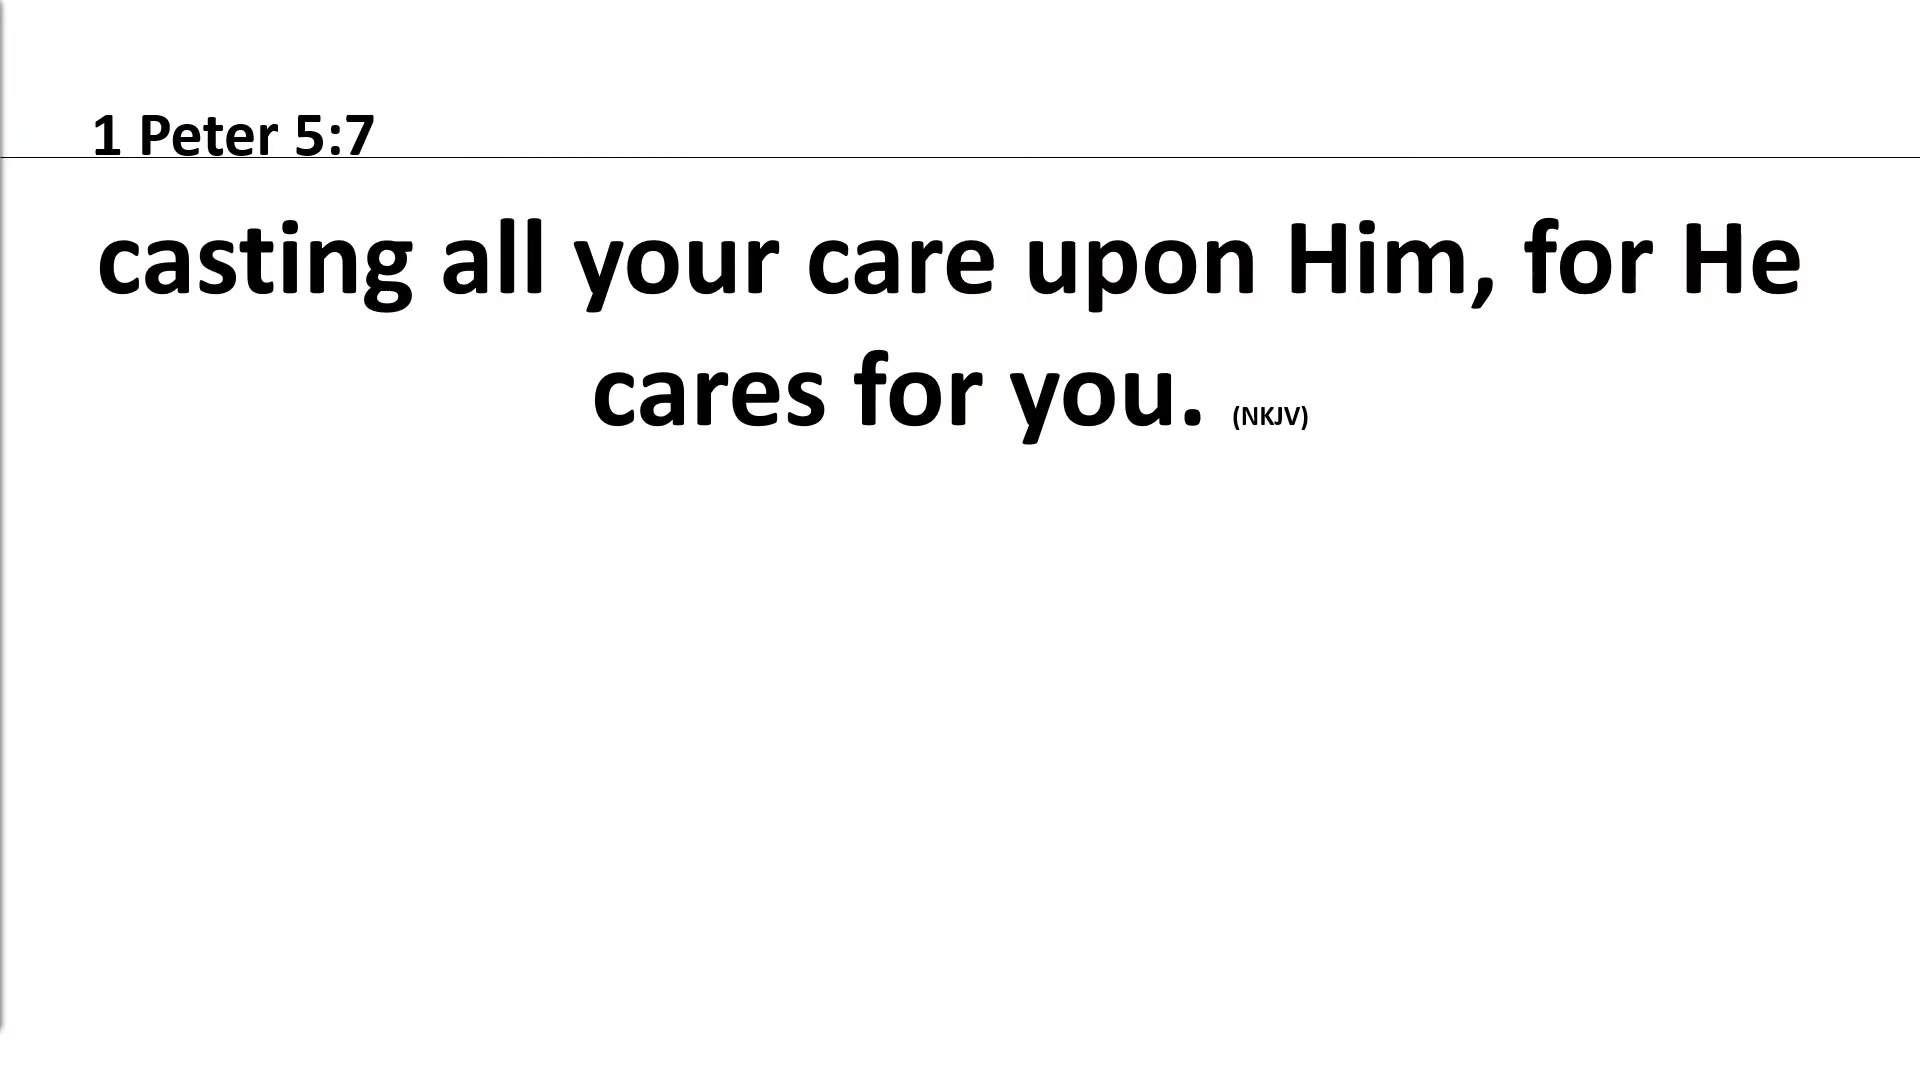 1 Peter 5:7
casting all your care upon Him, for He
cares for you. (NKJV)